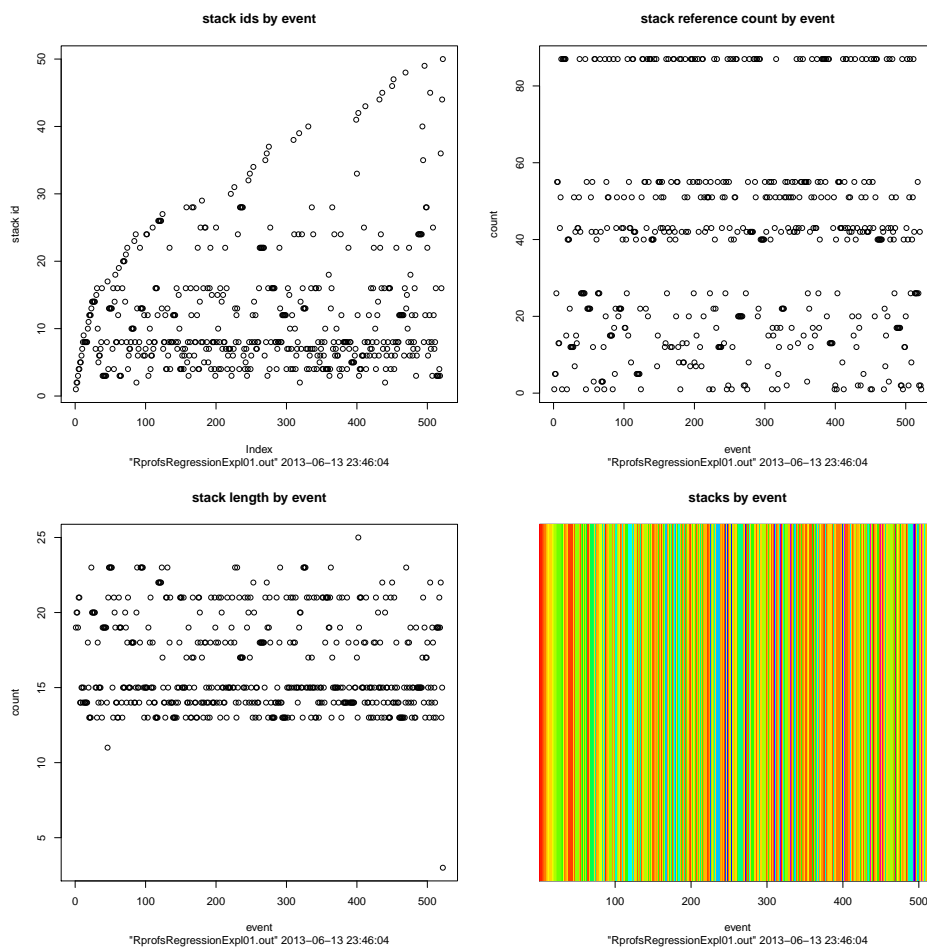 stack ids by event
stack id
50
40
30
20
10
0
0 100 200 300 400 500
Index
"RprofsRegressionExpl01.out" 2013−06−13 23:46:04
stack reference count by event
count
80
60
40
20
0
0 100 200 300 400 500
event
"RprofsRegressionExpl01.out" 2013−06−13 23:46:04
stack length by event
count
25
20
15
10
5
0 100 200 300 400 500
event
"RprofsRegressionExpl01.out" 2013−06−13 23:46:04
stacks by event
100 200 300 400 500
event
"RprofsRegressionExpl01.out" 2013−06−13 23:46:04